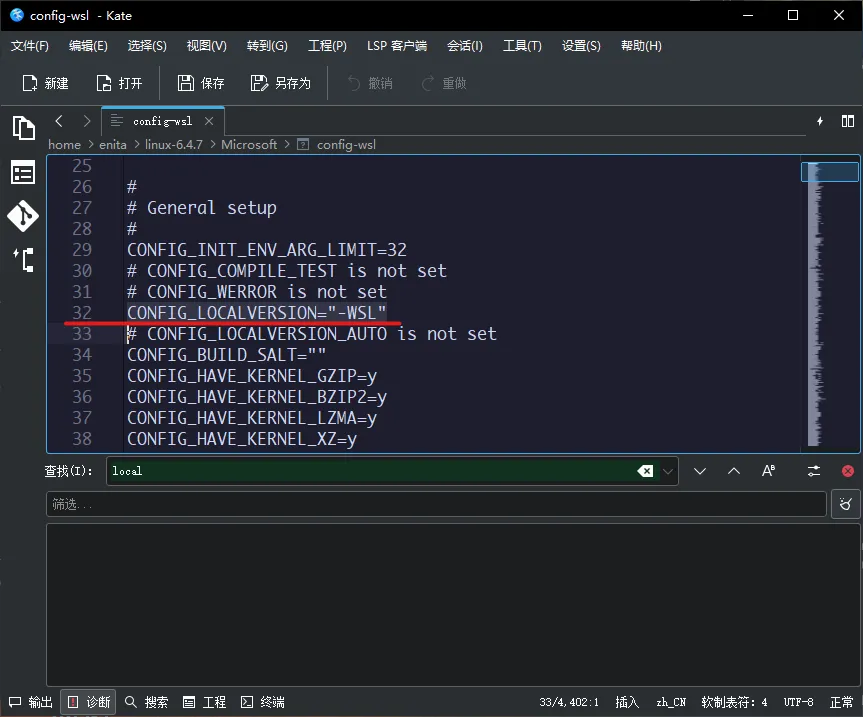 config-wsl - Kate
文件(F) 编辑(E) 选择(S) 视图(V) 转到(G) 工程(P) LSP 客户端 会话(I) 工具(T) 设置(S) 帮助(H)
新建 打开 保存 另存为 撤销 重做
config-wsl
home > enita > linux-6.4.7 > Microsoft > config-wsl
25
26 #
27 # General setup
28 #
29 CONFIG_INIT_ENV_ARG_LIMIT=32
30 # CONFIG_COMPILE_TEST is not set
31 # CONFIG_WERROR is not set
32 CONFIG_LOCALVERSION="-WSL"
33 # CONFIG_LOCALVERSION_AUTO is not set
34 CONFIG_BUILD_SALT=""
35 CONFIG_HAVE_KERNEL_GZIP=y
36 CONFIG_HAVE_KERNEL_BZIP2=y
37 CONFIG_HAVE_KERNEL_LZMA=y
38 CONFIG_HAVE_KERNEL_XZ=y
查找(I): local
筛选...
输出 诊断 搜索 工程 终端 33/4,402:1 插入 zh_CN 软制表符: 4 UTF-8 正常